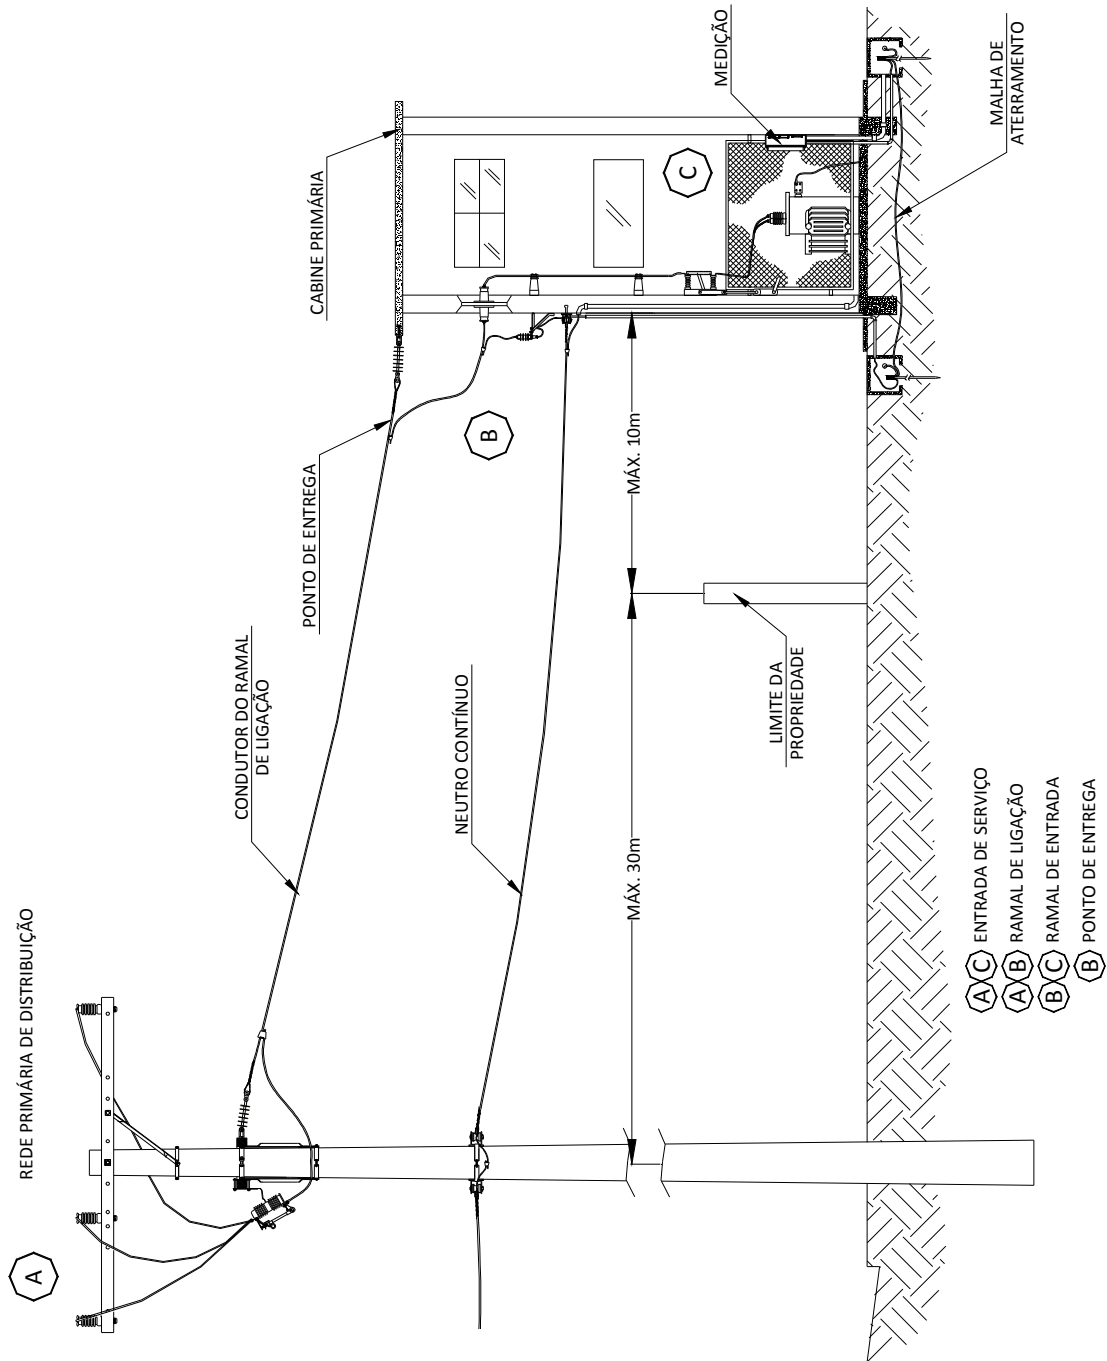 A
REDE PRIMÁRIA DE DISTRIBUIÇÃO
CONDUTOR DO RAMAL
DE LIGAÇÃO
PONTO DE ENTREGA
CABINE PRIMÁRIA
MEDIÇÃO
B
C
NEUTRO CONTÍNUO
MÁX. 30m
MÁX. 10m
LIMITE DA
PROPRIEDADE
MALHA DE
ATERRAMENTO
A C ENTRADA DE SERVIÇO
A B RAMAL DE LIGAÇÃO
B C RAMAL DE ENTRADA
B PONTO DE ENTREGA